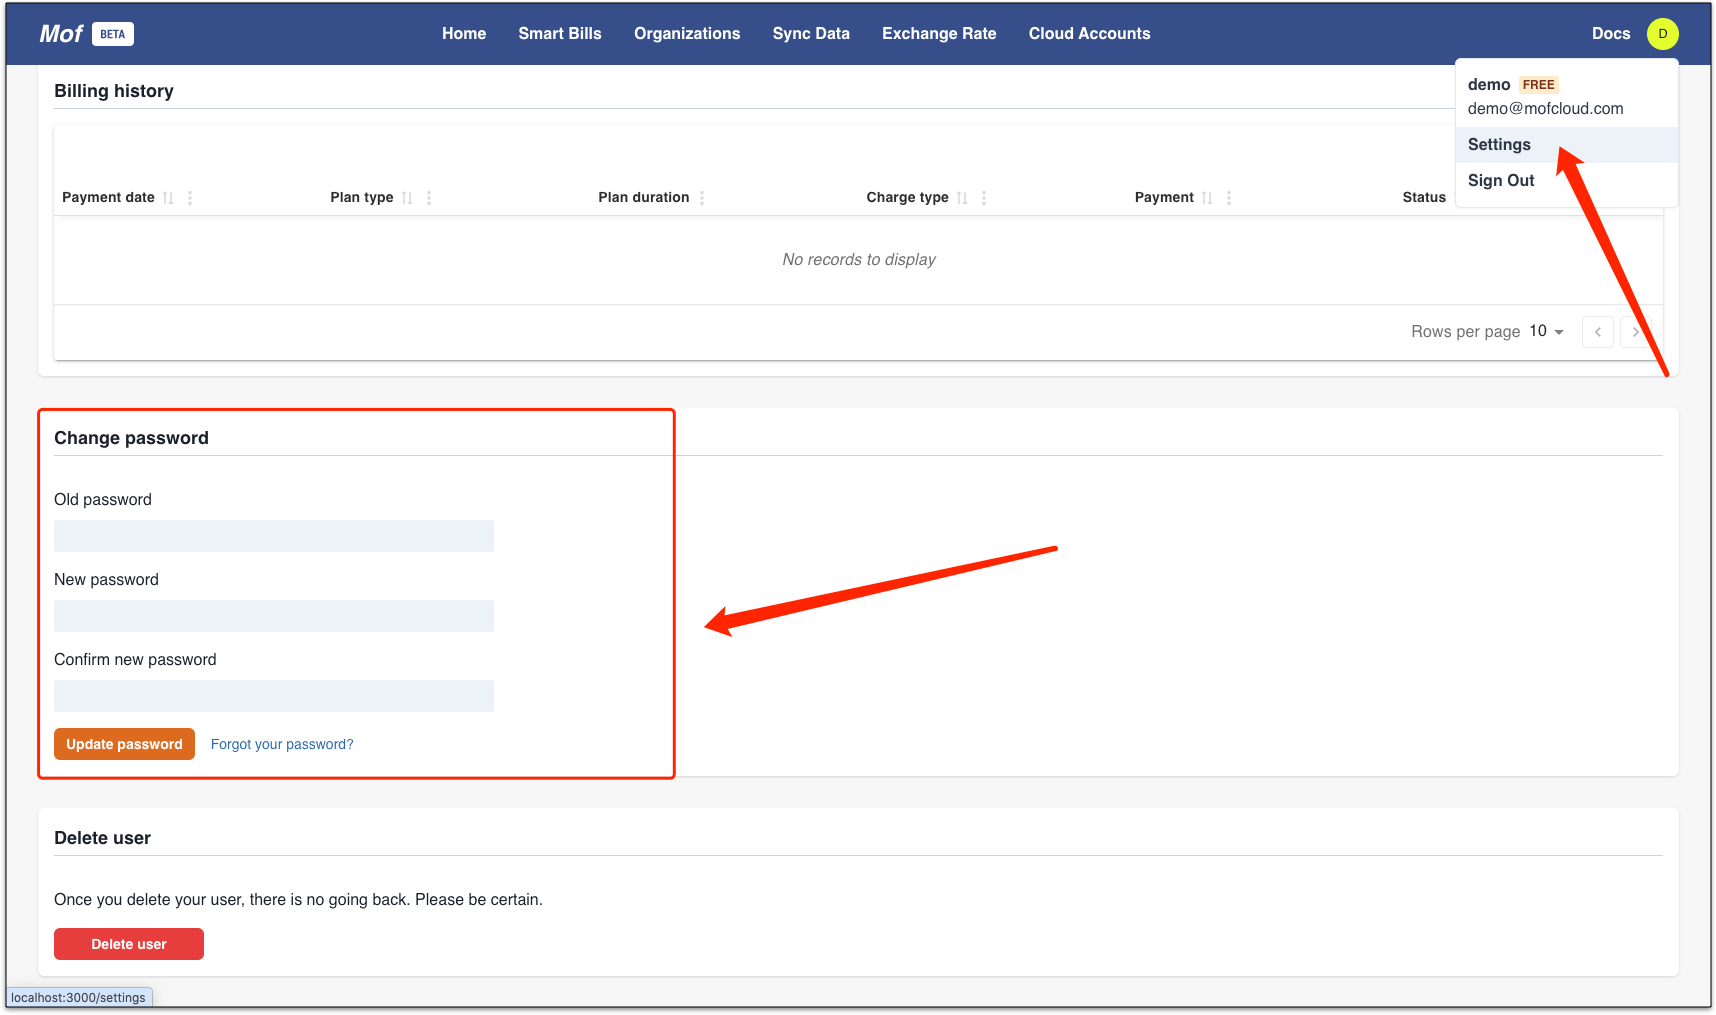 Mof BETA Home Smart Bills Organizations Sync Data Exchange Rate Cloud Accounts Docs D
demo FREE
demo@mofcloud.com
Settings
Sign Out
Billing history
Payment date Plan type Plan duration Charge type Payment Status
No records to display
Rows per page 10
Change password
Old password
New password
Confirm new password
Update password Forgot your password?
Delete user
Once you delete your user, there is no going back. Please be certain.
Delete user
localhost:3000/settings